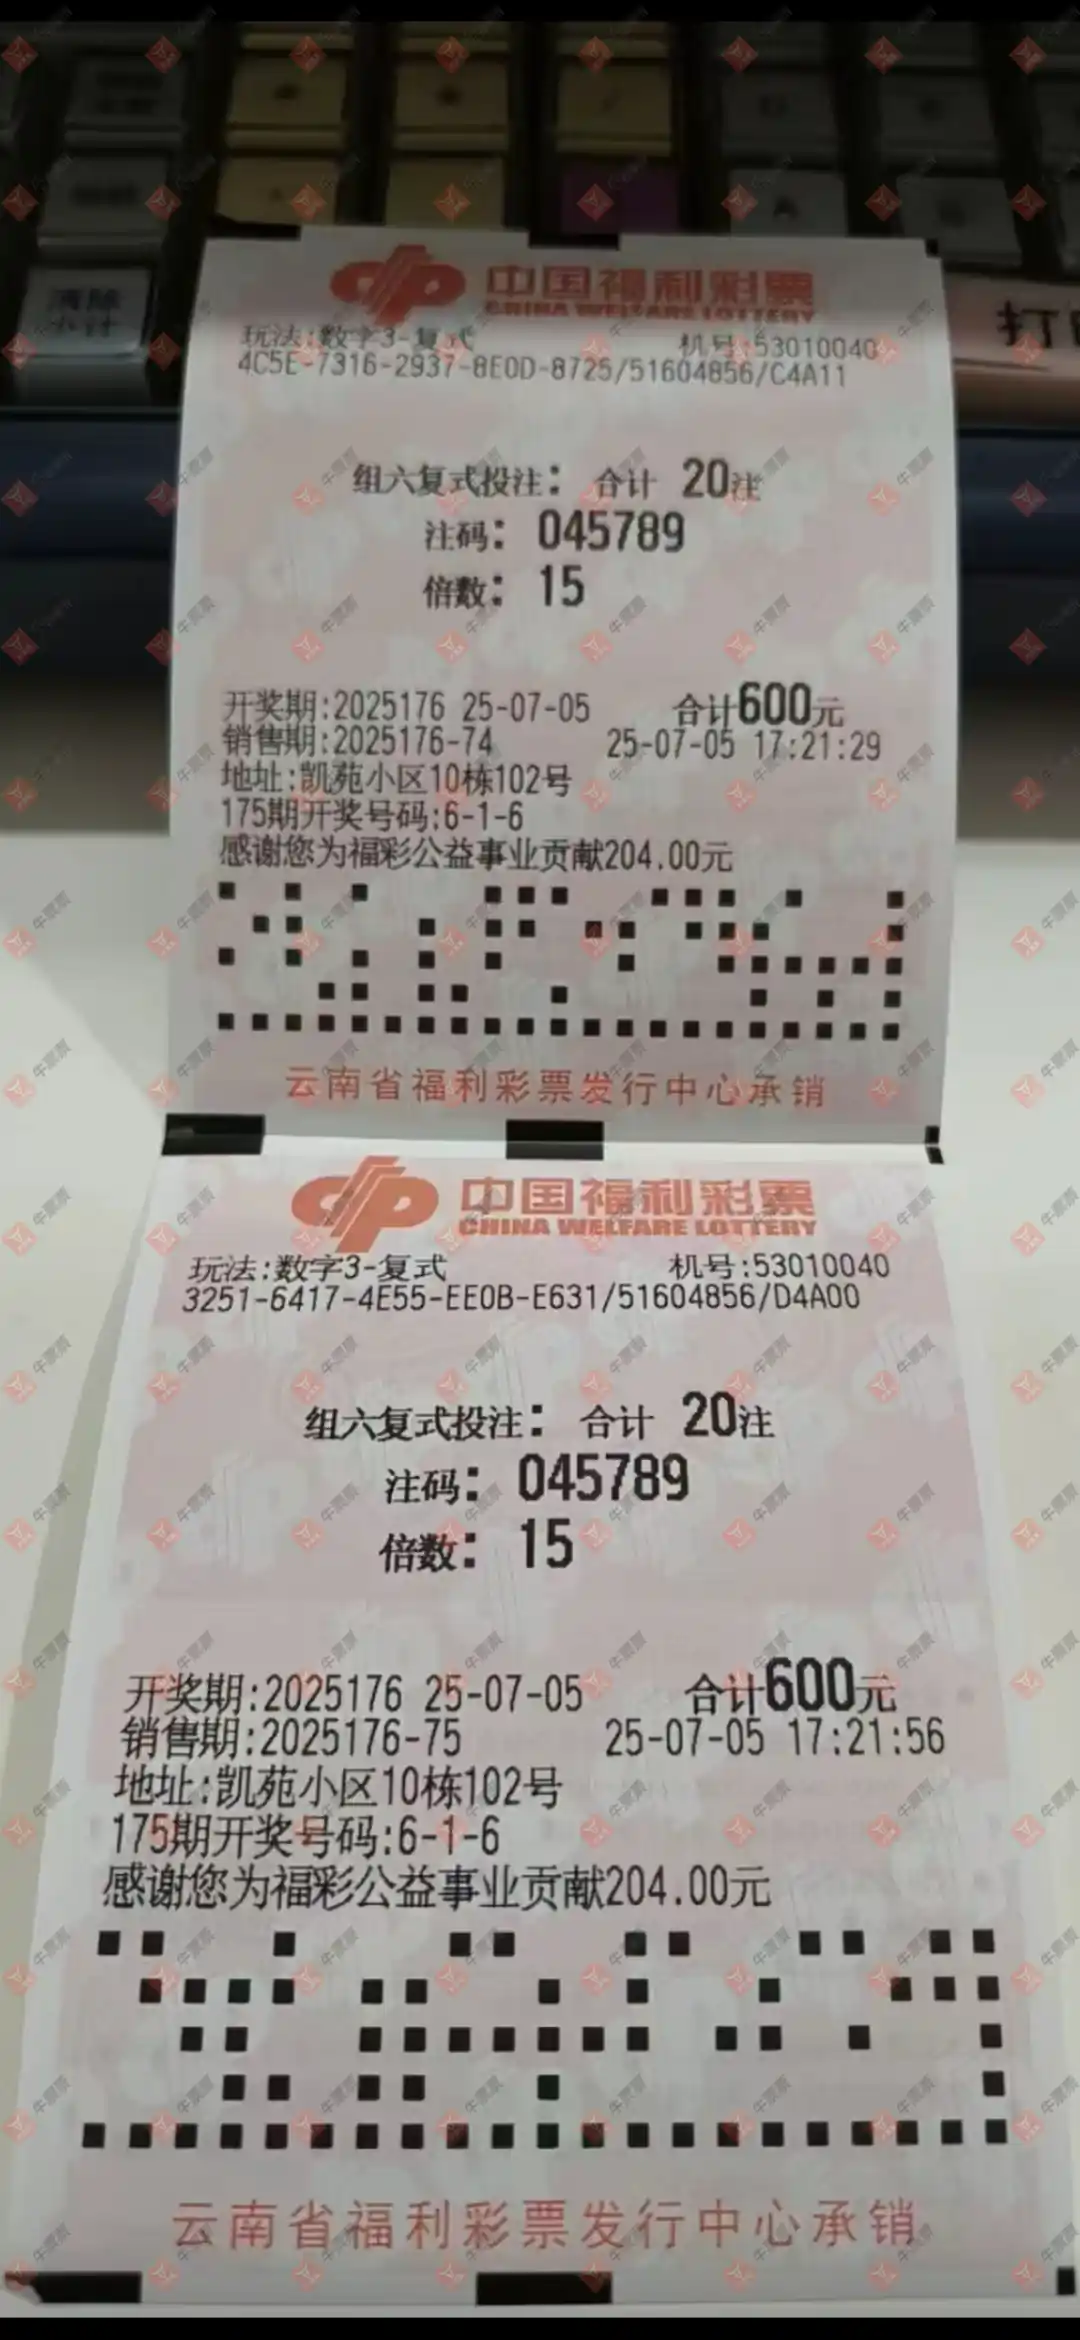 清除
小计
打
中国福利彩票
CHINA WELFARE LOTTERY
玩法:数字3-复式 机号:53010040
4C5E-7316-2937-8E0D-8725/51604856/C4A11
组六复式投注: 合计 20注
注码: 045789
倍数: 15
开奖期:2025176 25-07-05 合计600元
销售期:2025176-74 25-07-05 17:21:29
地址:凯苑小区10栋102号
175期开奖号码:6-1-6
感谢您为福彩公益事业贡献204.00元
云南省福利彩票发行中心承销
中国福利彩票
CHINA WELFARE LOTTERY
玩法:数字3-复式 机号:53010040
3251-6417-4E55-EE0B-E631/51604856/D4A00
组六复式投注: 合计 20注
注码: 045789
倍数: 15
开奖期:2025176 25-07-05 合计600元
销售期:2025176-75 25-07-05 17:21:56
地址:凯苑小区10栋102号
175期开奖号码:6-1-6
感谢您为福彩公益事业贡献204.00元
云南省福利彩票发行中心承销
牛票票